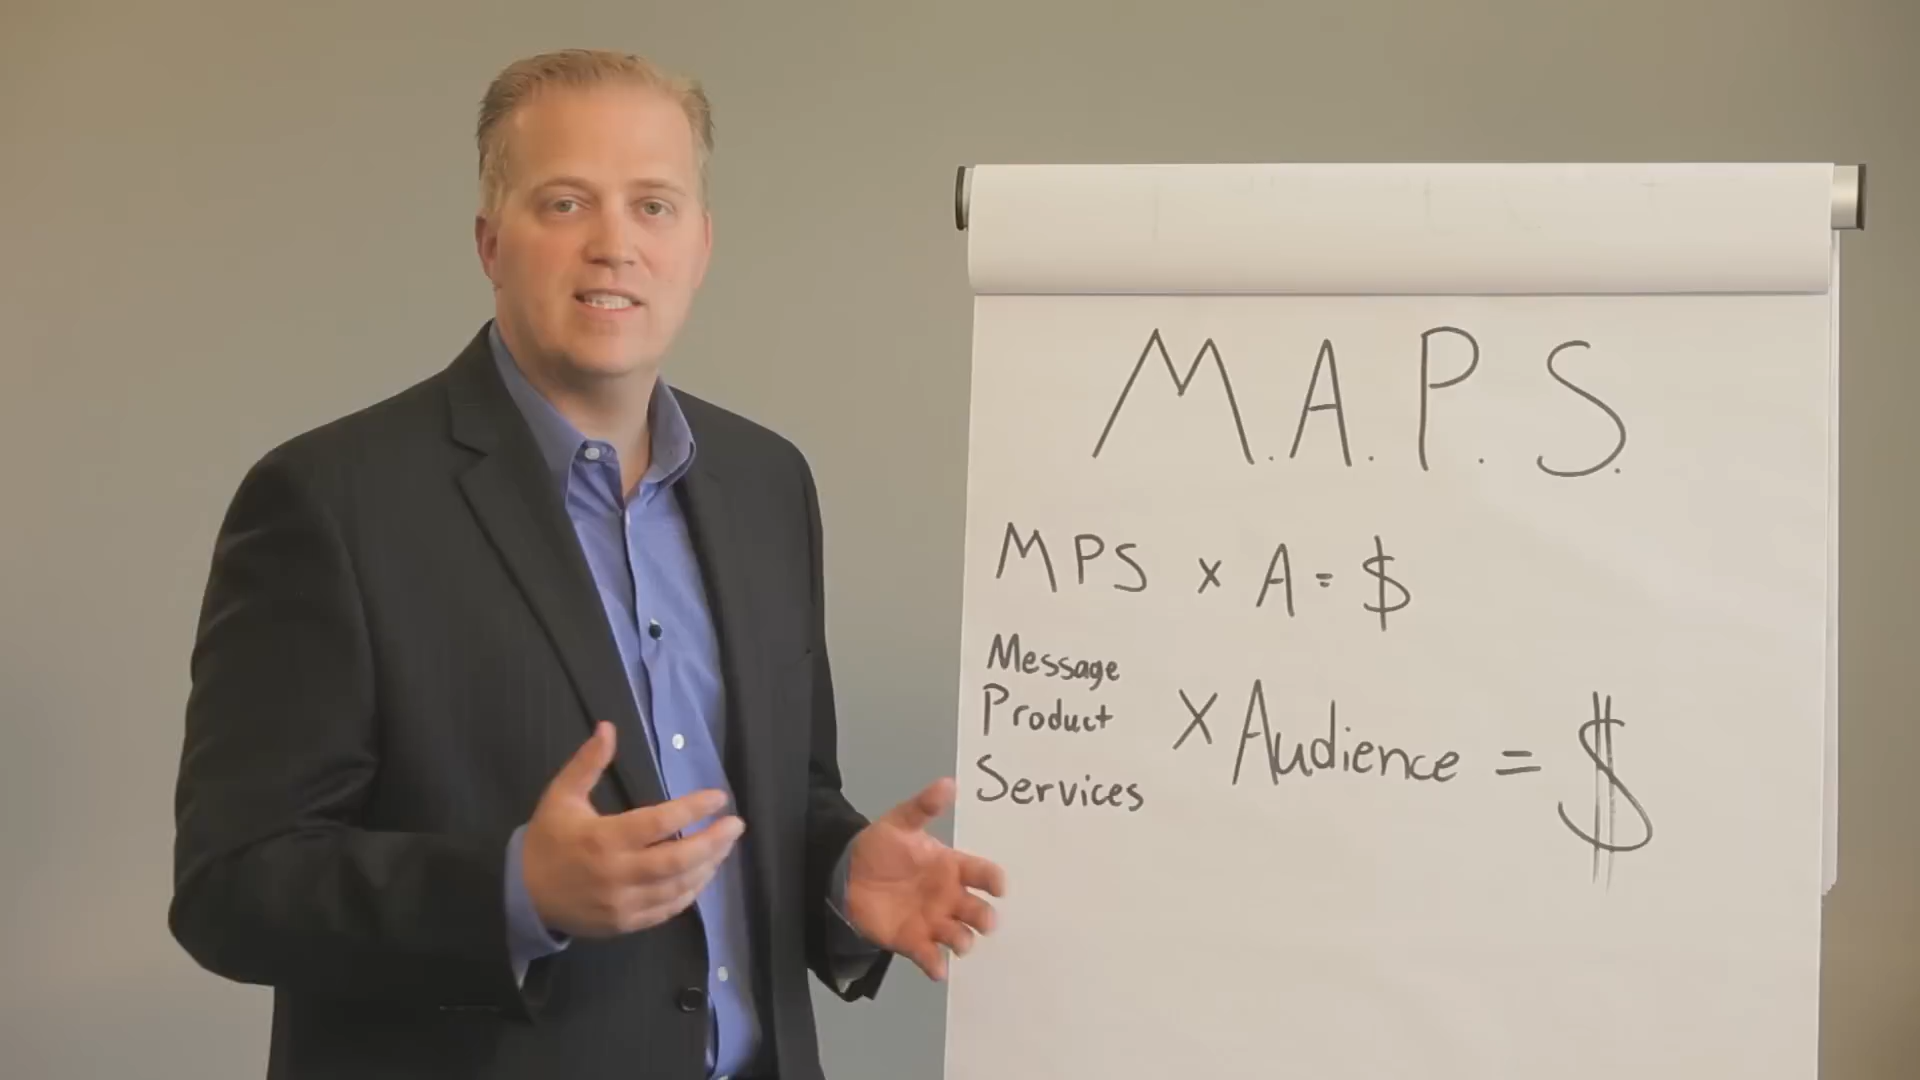 M.A.P.S.
MPS x A = $
Message
Product
Services
X Audience = $